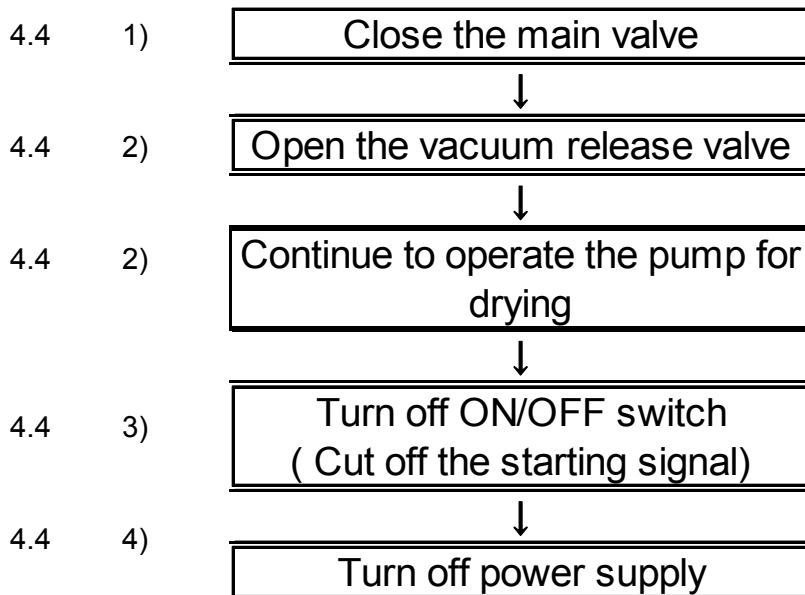 4.4 1) Close the main valve
↓
4.4 2) Open the vacuum release valve
↓
4.4 2) Continue to operate the pump for
drying
↓
4.4 3) Turn off ON/OFF switch
( Cut off the starting signal)
↓
4.4 4) Turn off power supply